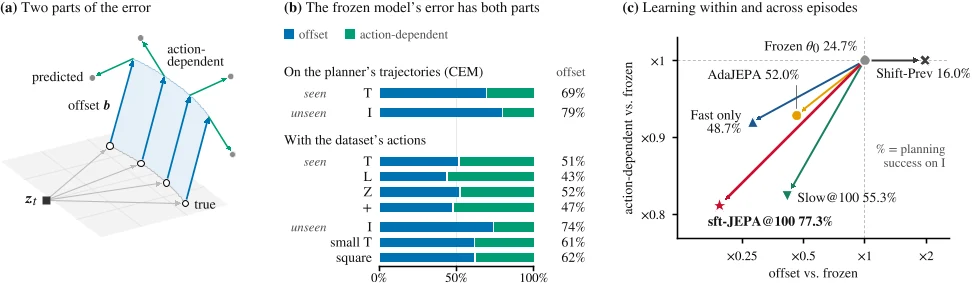 (a) Two parts of the error
action-
dependent
predicted
offset b
z_t
true
(b) The frozen model's error has both parts
offset action-dependent
On the planner's trajectories (CEM) offset
seen T 69%
unseen I 79%
With the dataset's actions
seen T 51%
L 43%
Z 52%
+ 47%
unseen I 74%
small T 61%
square 62%
0% 50% 100%
(c) Learning within and across episodes
Frozen θ0 24.7%
×1
AdaJEPA 52.0%
Shift-Prev 16.0%
Fast only
48.7%
×0.9
% = planning
success on I
Slow@100 55.3%
×0.8
sft-JEPA@100 77.3%
×0.25 ×0.5 ×1 ×2
offset vs. frozen
action-dependent vs. frozen